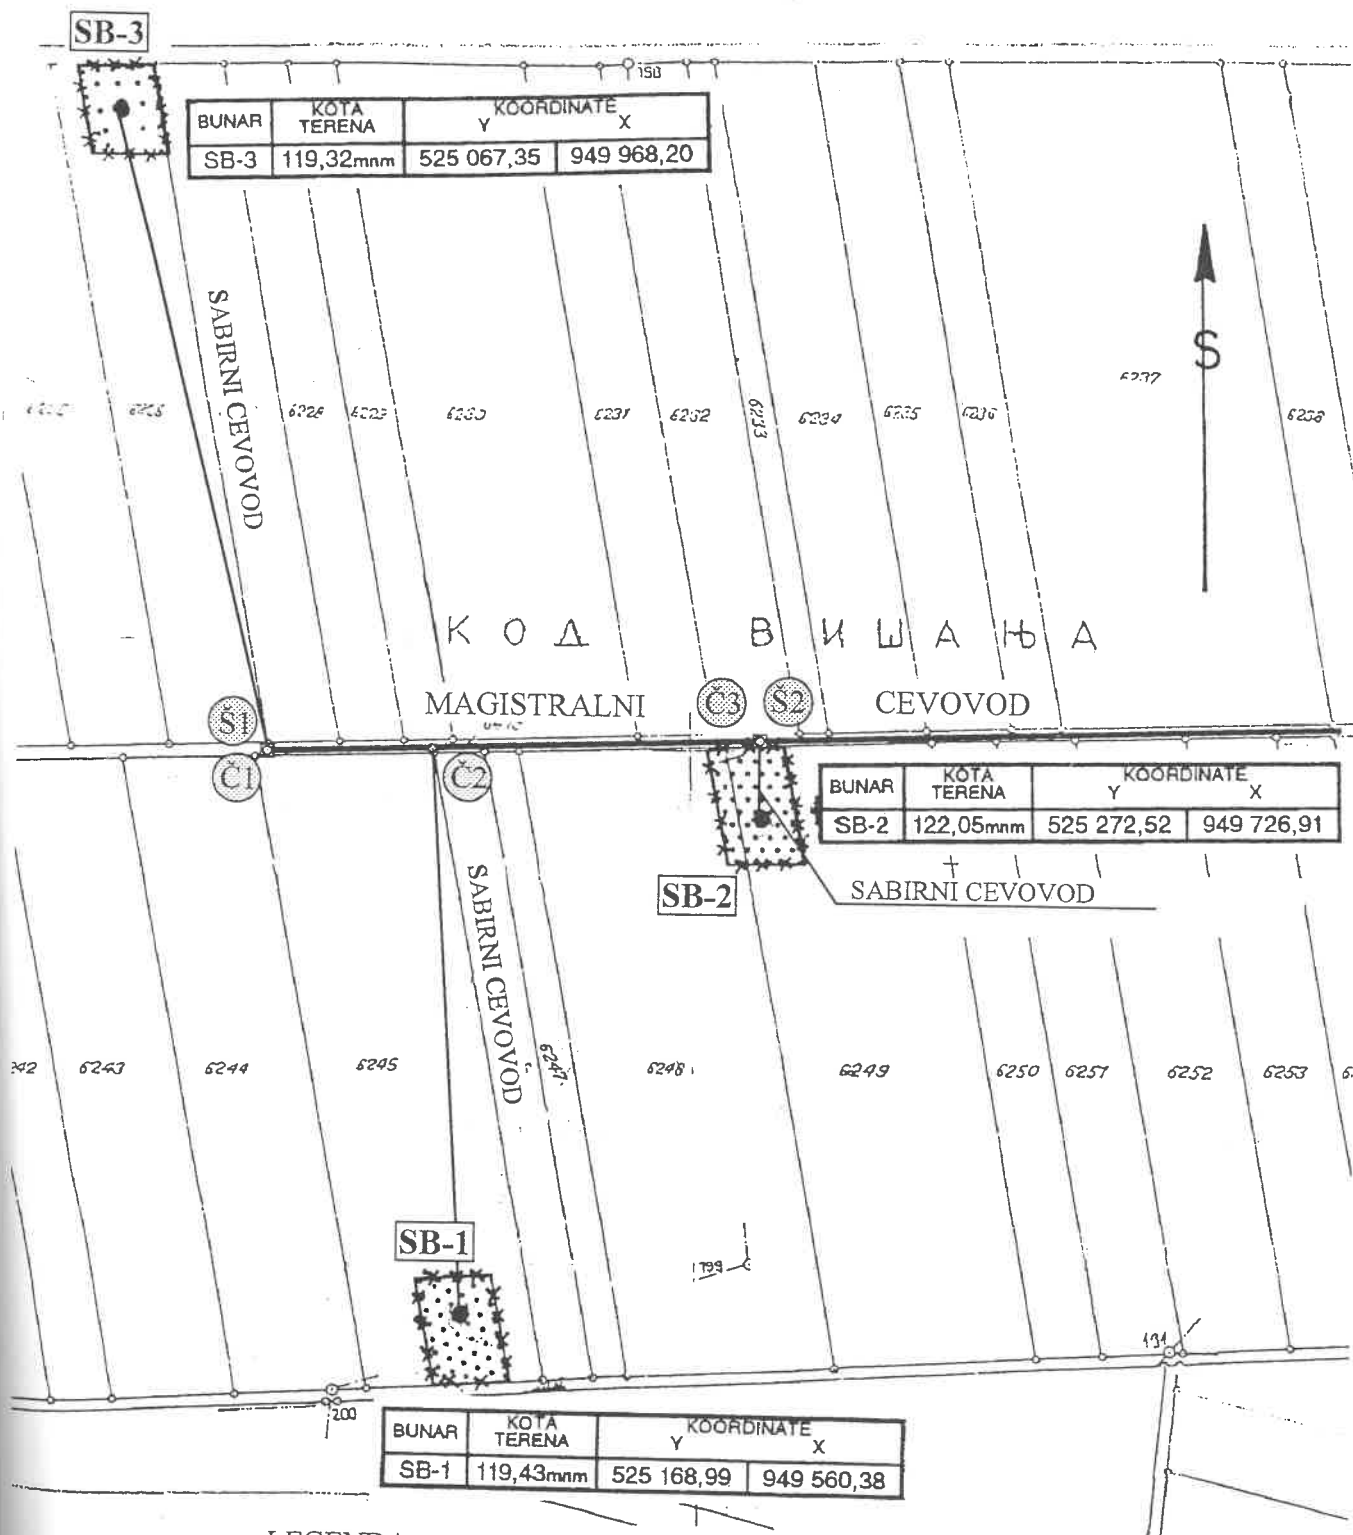 SB-3
158
BUNAR KOTA TERENA KOORDINATE Y X
SB-3 119,32mnm 525 067,35 949 968,20
SABIRNI CEVOVOD
S
6237
6228 6229 6230 6231 6232 6233 6234 6235 6236 6238
КОД ВИШАЊА
MAGISTRALNI CEVOVOD
Š1 Č3 Š2
Č1 Č2
BUNAR KOTA TERENA KOORDINATE Y X
SB-2 122,05mnm 525 272,52 949 726,91
SB-2
SABIRNI CEVOVOD
SABIRNI CEVOVOD
6243 6244 6245 6247 6248 6249 6250 6251 6252 6253
SB-1
199
191
200
BUNAR KOTA TERENA KOORDINATE Y X
SB-1 119,43mnm 525 168,99 949 560,38